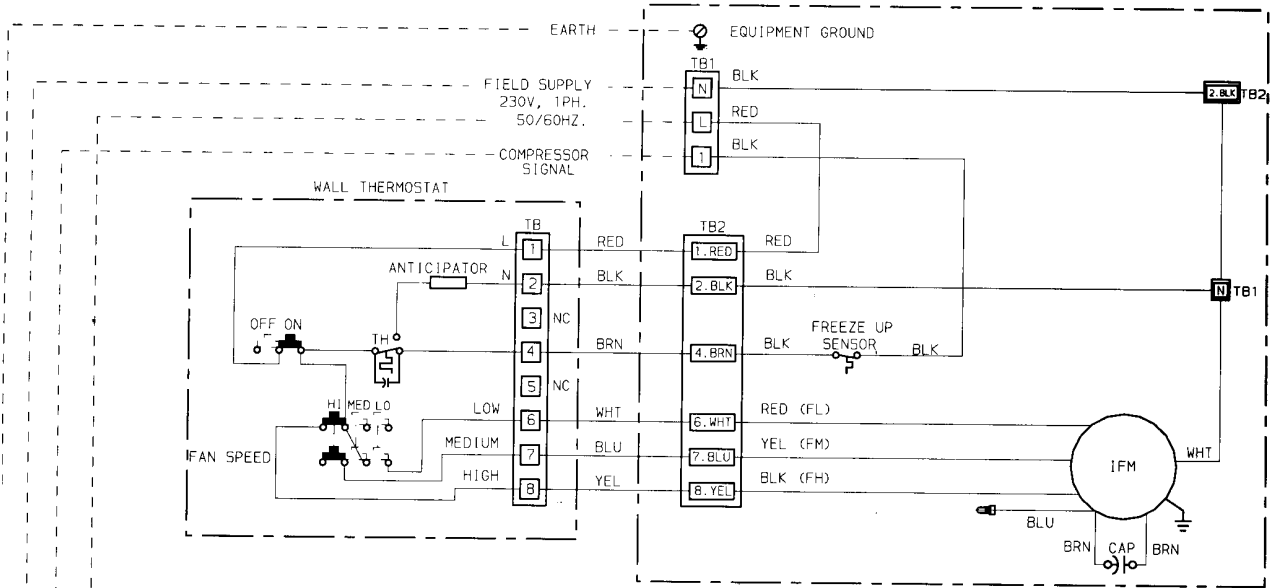 EARTH
EQUIPMENT GROUND
TB1
FIELD SUPPLY
230V, 1PH.
50/60HZ.
N
BLK
2.BLK
TB2
L
RED
COMPRESSOR
SIGNAL
1
BLK
WALL THERMOSTAT
TB
TB2
L
1
RED
1.RED
RED
ANTICIPATOR
N
2
BLK
2.BLK
BLK
N
TB1
3
NC
OFF ON
TH
4
BRN
4.BRN
BLK
FREEZE UP
SENSOR
BLK
5
NC
HI MED LO
LOW
6
WHT
6.WHT
RED (FL)
FAN SPEED
MEDIUM
7
BLU
7.BLU
YEL (FM)
IFM
WHT
HIGH
8
YEL
8.YEL
BLK (FH)
BLU
BRN
CAP
BRN